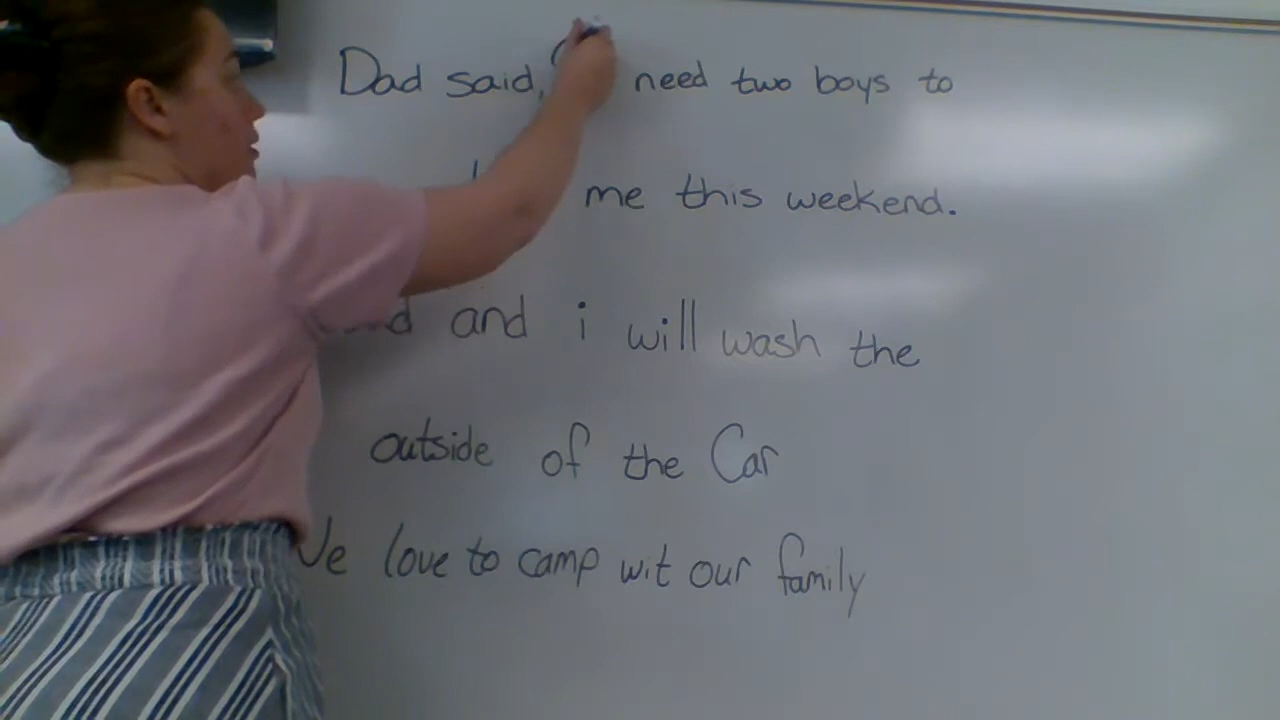 Dad said, need two boys to
me this weekend.
and i will wash the
outside of the Car
We love to camp wit our family